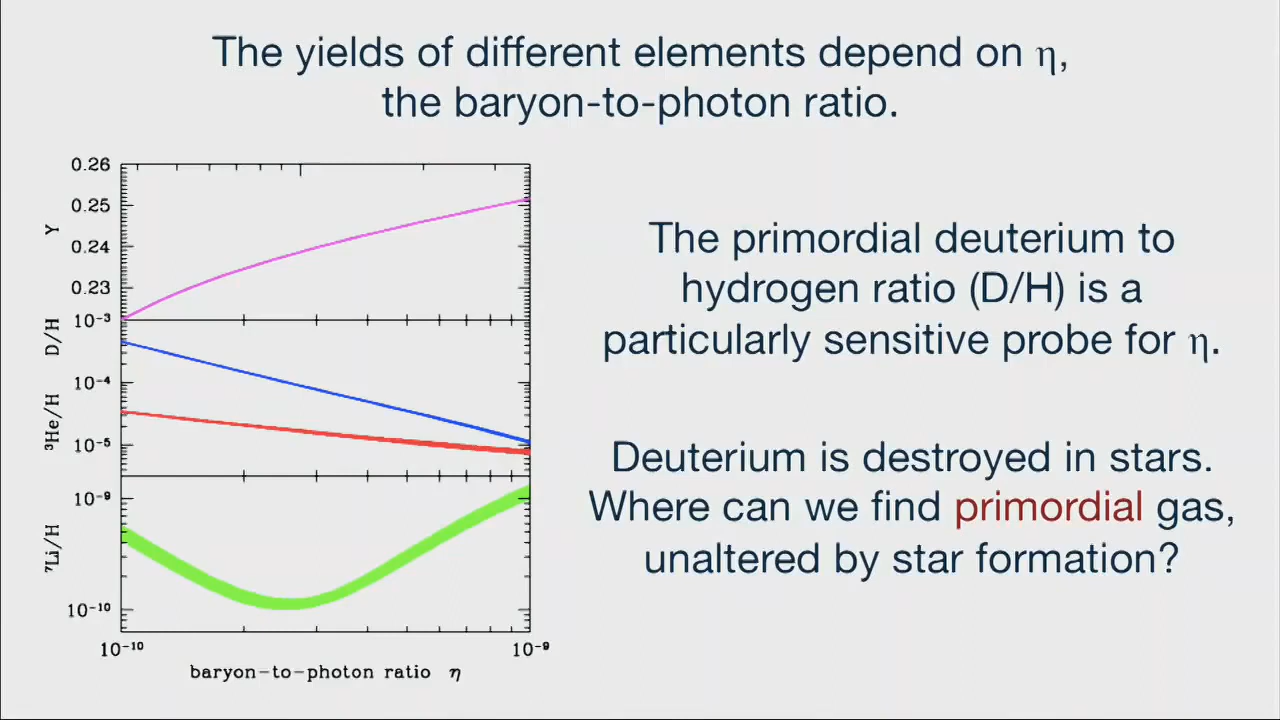 The yields of different elements depend on η,
the baryon-to-photon ratio.
0.26
0.25
Y
0.24
0.23
10⁻³
D/H
10⁻⁴
³He/H
10⁻⁵
10⁻⁹
⁷Li/H
10⁻¹⁰
10⁻¹⁰ 10⁻⁹
baryon-to-photon ratio η
The primordial deuterium to
hydrogen ratio (D/H) is a
particularly sensitive probe for η.
Deuterium is destroyed in stars.
Where can we find primordial gas,
unaltered by star formation?